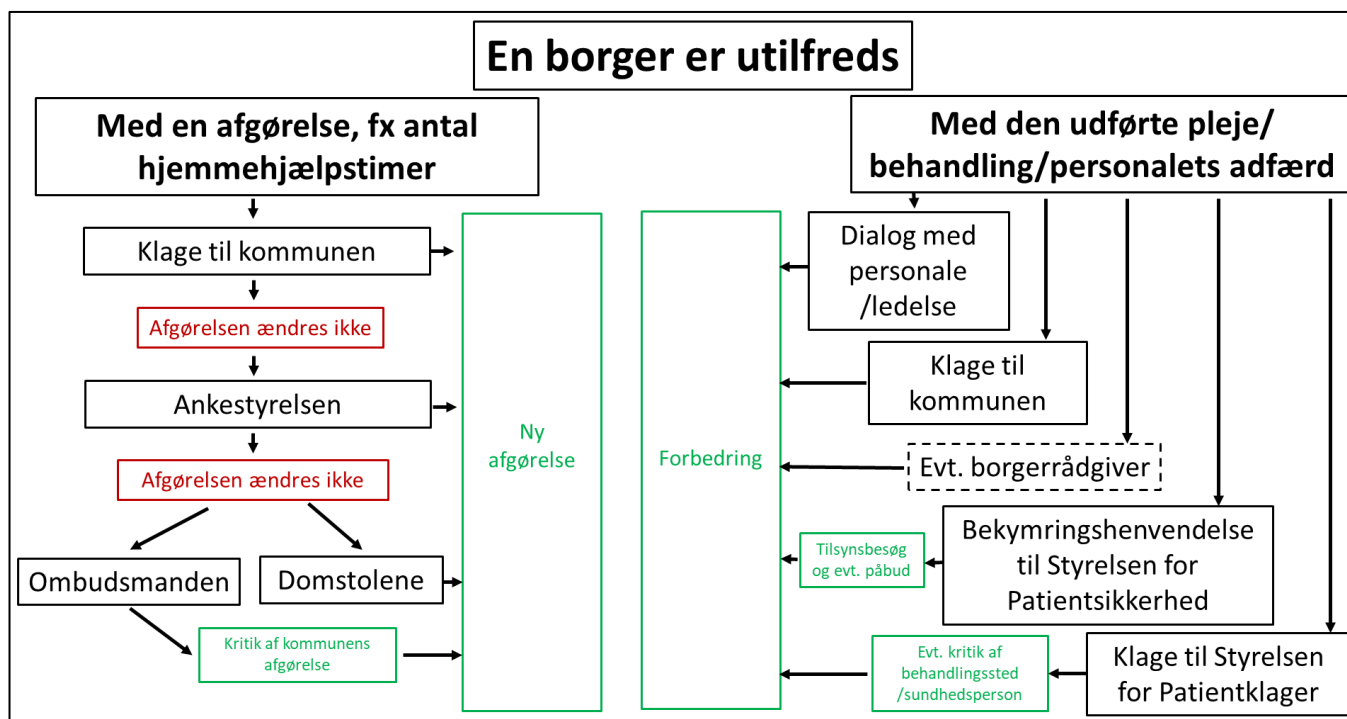 En borger er utilfreds
Med en afgørelse, fx antal
hjemmehjælpstimer
Klage til kommunen
Afgørelsen ændres ikke
Ankestyrelsen
Afgørelsen ændres ikke
Ombudsmanden
Domstolene
Kritik af kommunens
afgørelse
Ny
afgørelse
Med den udførte pleje/
behandling/personalets adfærd
Dialog med
personale
/ledelse
Klage til
kommunen
Evt. borgerrådgiver
Bekymringshenvendelse
til Styrelsen for
Patientsikkerhed
Tilsynsbesøg
og evt. påbud
Klage til Styrelsen
for Patientklager
Evt. kritik af
behandlingssted
/sundhedsperson
Forbedring